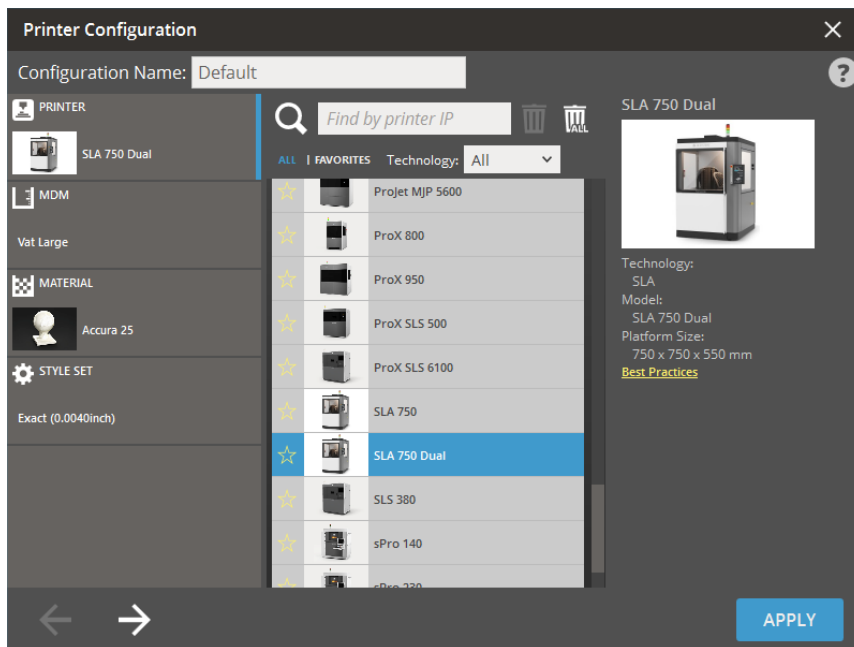 Printer Configuration
Configuration Name: Default
PRINTER
SLA 750 Dual
MDM
Vat Large
MATERIAL
Accura 25
STYLE SET
Exact (0.0040inch)
Find by printer IP
ALL
ALL | FAVORITES Technology: All
ProJet MJP 5600
ProX 800
ProX 950
ProX SLS 500
ProX SLS 6100
SLA 750
SLA 750 Dual
SLS 380
sPro 140
sPro 230
SLA 750 Dual
Technology:
SLA
Model:
SLA 750 Dual
Platform Size:
750 x 750 x 550 mm
Best Practices
APPLY